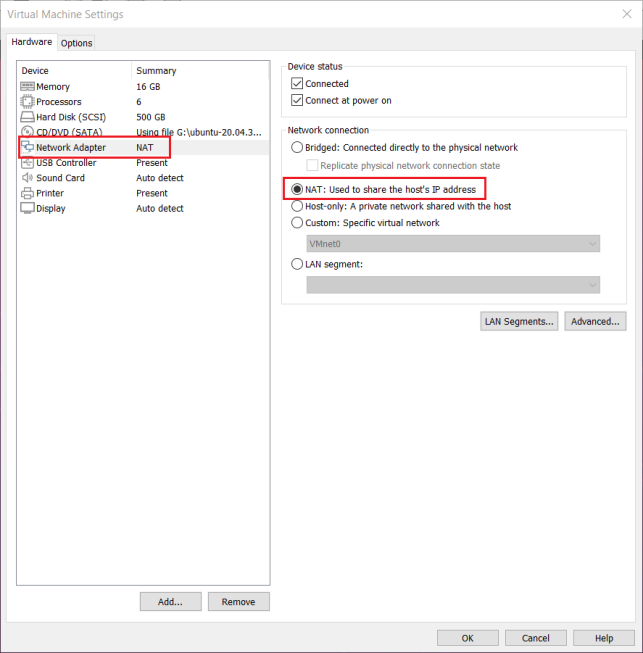 Virtual Machine Settings
Hardware
Options
Device Summary
Memory 16 GB
Processors 6
Hard Disk (SCSI) 500 GB
CD/DVD (SATA) Using file G:\ubuntu-20.04.3...
Network Adapter NAT
USB Controller Present
Sound Card Auto detect
Printer Present
Display Auto detect
Add...
Remove
Device status
Connected
Connect at power on
Network connection
Bridged: Connected directly to the physical network
Replicate physical network connection state
NAT: Used to share the host's IP address
Host-only: A private network shared with the host
Custom: Specific virtual network
VMnet0
LAN segment:
LAN Segments...
Advanced...
OK
Cancel
Help